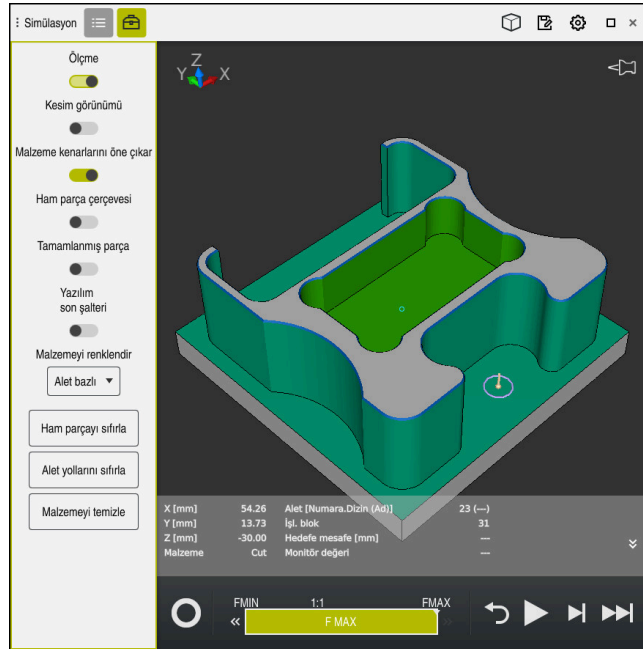 Simülasyon
Ölçme
Kesim görünümü
Malzeme kenarlarını öne çıkar
Ham parça çerçevesi
Tamamlanmış parça
Yazılım
son şalteri
Malzemeyi renklendir
Alet bazlı
Ham parçayı sıfırla
Alet yollarını sıfırla
Malzemeyi temizle
Z
Y X
X [mm] 54.26 Alet [Numara.Dizin (Ad)] 23 (—)
Y [mm] 13.73 İşl. blok 31
Z [mm] -30.00 Hedefe mesafe [mm] —
Malzeme Cut Monitör değeri —
FMIN 1:1 FMAX
F MAX